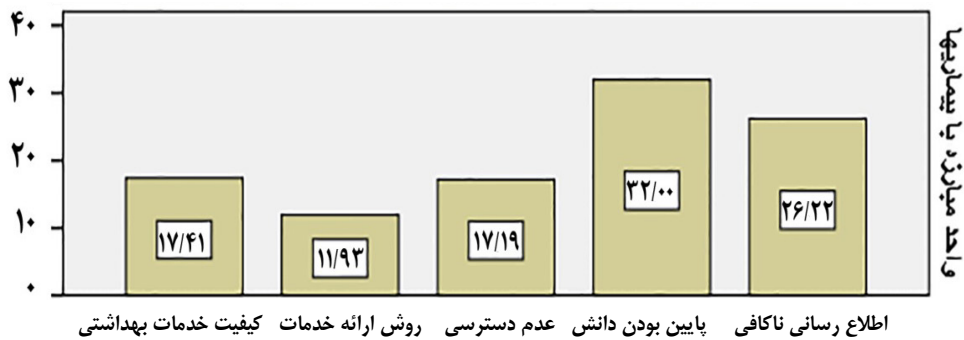 ۴۰
۳۰
۲۰
۱۰
۰
۱۷/۴۱
۱۱/۹۳
۱۷/۱۹
۳۲/۰۰
۲۶/۲۲
کیفیت خدمات بهداشتی
روش ارائه خدمات
عدم دسترسی
پایین بودن دانش
اطلاع رسانی ناکافی
واحد مبارزد با بیماریها